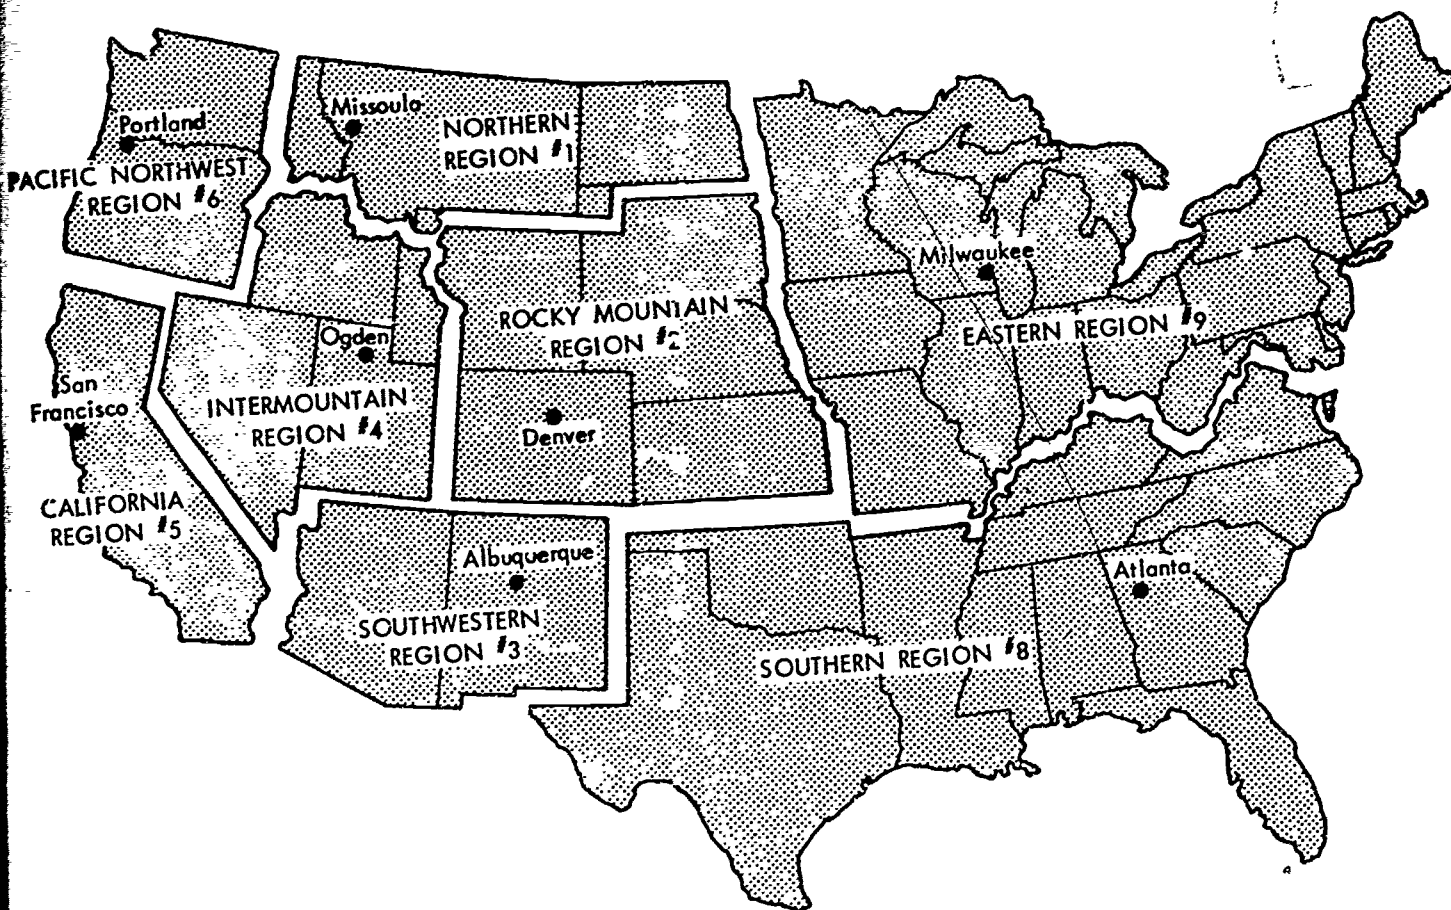 Portland
PACIFIC NORTHWEST
REGION #6
Missoula
NORTHERN
REGION #1
Ogden
INTERMOUNTAIN
REGION #4
San
Francisco
CALIFORNIA
REGION #5
ROCKY MOUNTAIN
REGION #2
Denver
Albuquerque
SOUTHWESTERN
REGION #3
Milwaukee
EASTERN REGION #9
Atlanta
SOUTHERN REGION #8